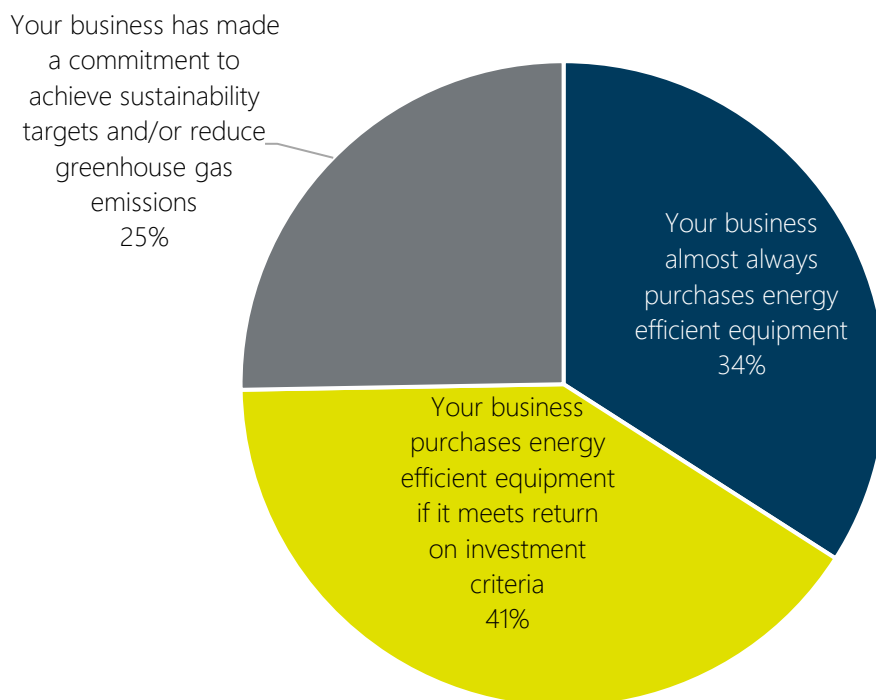 Your business has made
a commitment to
achieve sustainability
targets and/or reduce
greenhouse gas
emissions
25%
Your business
almost always
purchases energy
efficient equipment
34%
Your business
purchases energy
efficient equipment
if it meets return
on investment
criteria
41%